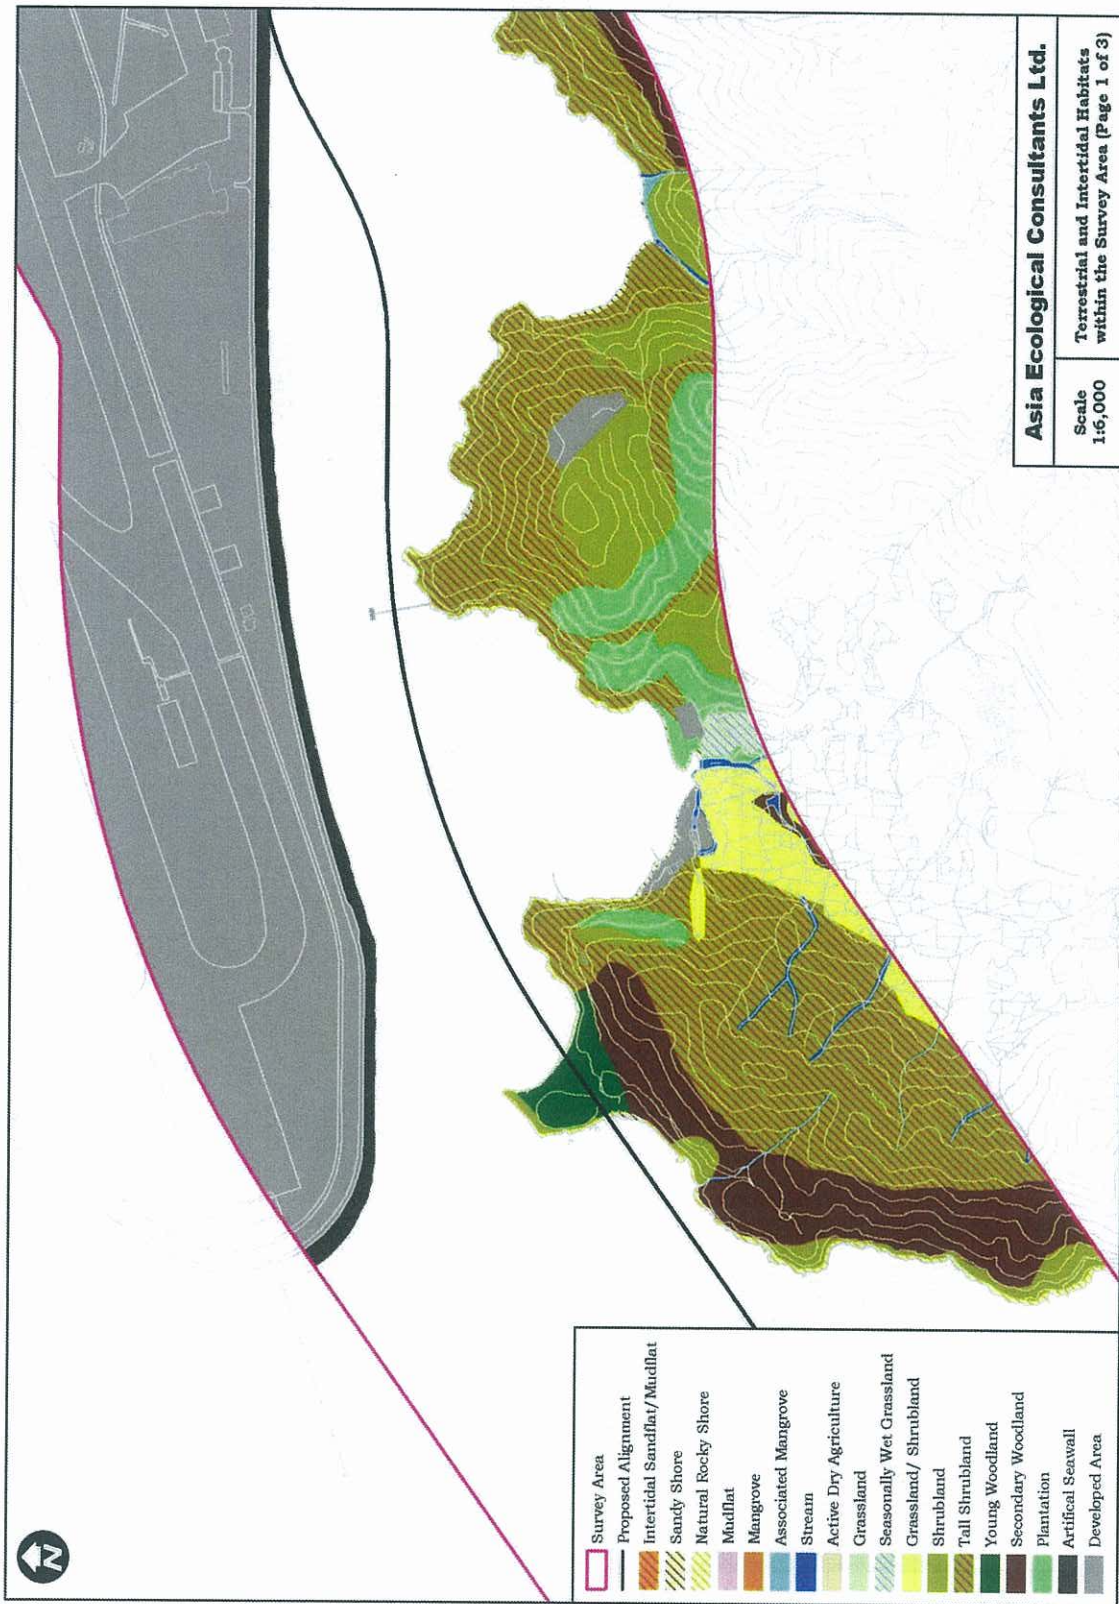 N
Survey Area
Proposed Alignment
Intertidal Sandflat/Mudflat
Sandy Shore
Natural Rocky Shore
Mudflat
Mangrove
Associated Mangrove
Stream
Active Dry Agriculture
Grassland
Seasonally Wet Grassland
Grassland/ Shrubland
Shrubland
Tall Shrubland
Young Woodland
Secondary Woodland
Plantation
Artifical Seawall
Developed Area
Asia Ecological Consultants Ltd.
Scale
1:6,000
Terrestrial and Intertidal Habitats
within the Survey Area (Page 1 of 3)